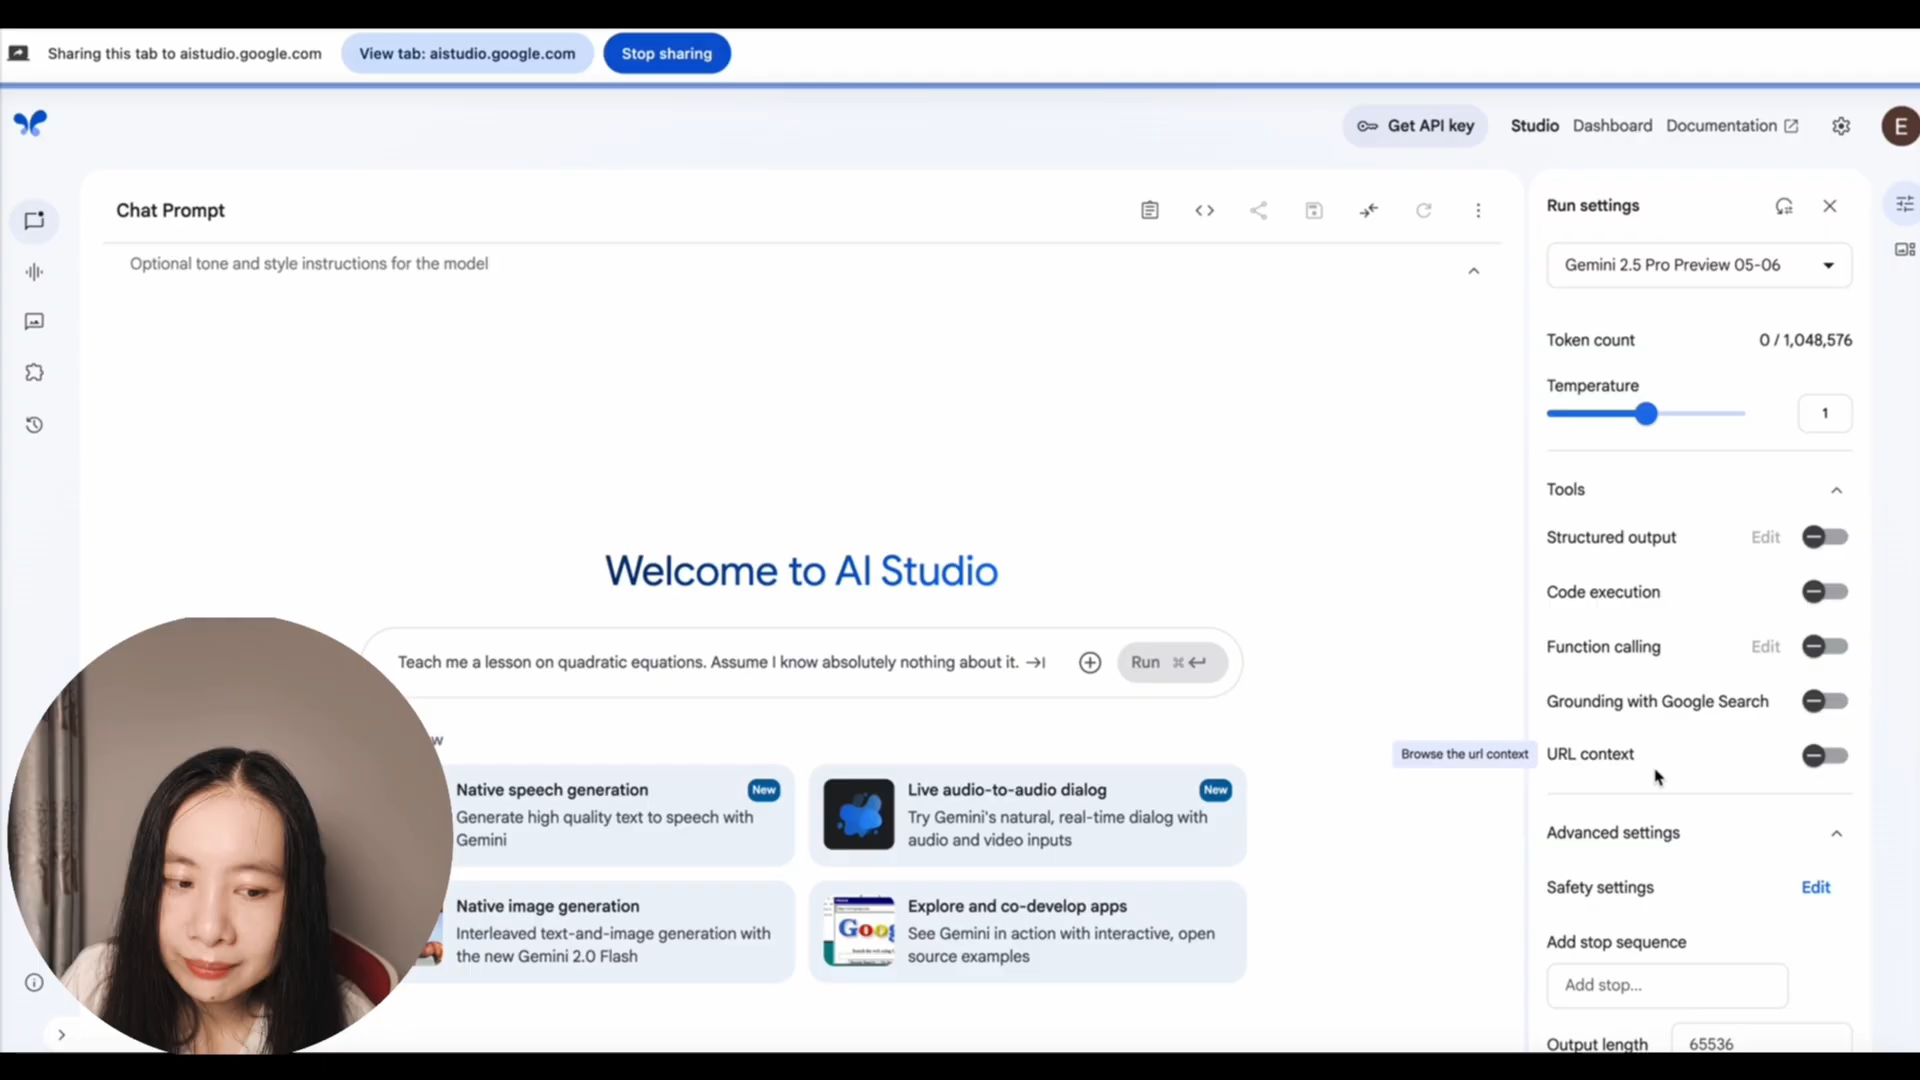 Sharing this tab to aistudio.google.com
View tab: aistudio.google.com
Stop sharing
Get API key
Studio
Dashboard
Documentation
E
Chat Prompt
Optional tone and style instructions for the model
Welcome to AI Studio
Teach me a lesson on quadratic equations. Assume I know absolutely nothing about it.
Run ⌘
w
Native speech generation
New
Generate high quality text to speech with
Gemini
Live audio-to-audio dialog
New
Try Gemini's natural, real-time dialog with
audio and video inputs
Native image generation
Interleaved text-and-image generation with
the new Gemini 2.0 Flash
Goog
Explore and co-develop apps
See Gemini in action with interactive, open
source examples
Run settings
Gemini 2.5 Pro Preview 05-06
Token count
0 / 1,048,576
Temperature
1
Tools
Structured output
Edit
Code execution
Function calling
Edit
Grounding with Google Search
Browse the url context
URL context
Advanced settings
Safety settings
Edit
Add stop sequence
Add stop...
Output length
65536